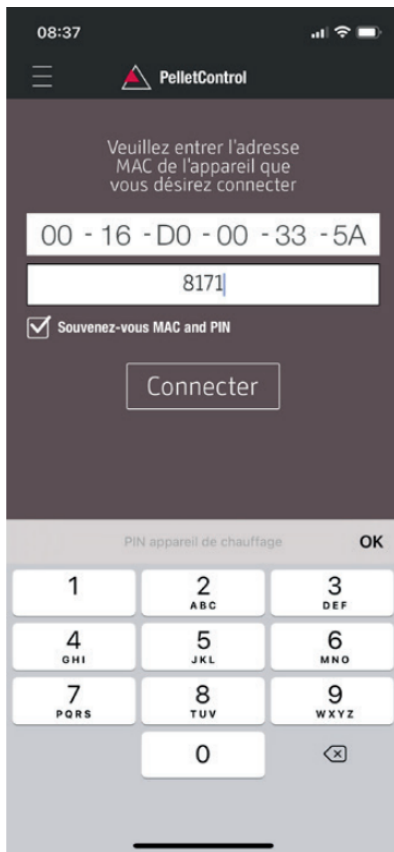 08:37
PelletControl
Veuillez entrer l'adresse
MAC de l'appareil que
vous désirez connecter
00 - 16 - D0 - 00 - 33 - 5A
8171
Souvenez-vous MAC and PIN
Connecter
PIN appareil de chauffage OK
1 2 3
ABC DEF
4 5 6
GHI JKL MNO
7 8 9
PQRS TUV WXYZ
0